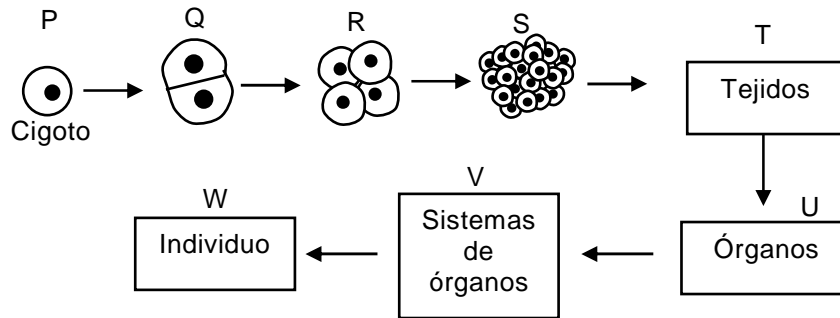 P
Q
R
S
T
Cigoto
Tejidos
U
Órganos
V
Sistemas
de
órganos
W
Individuo